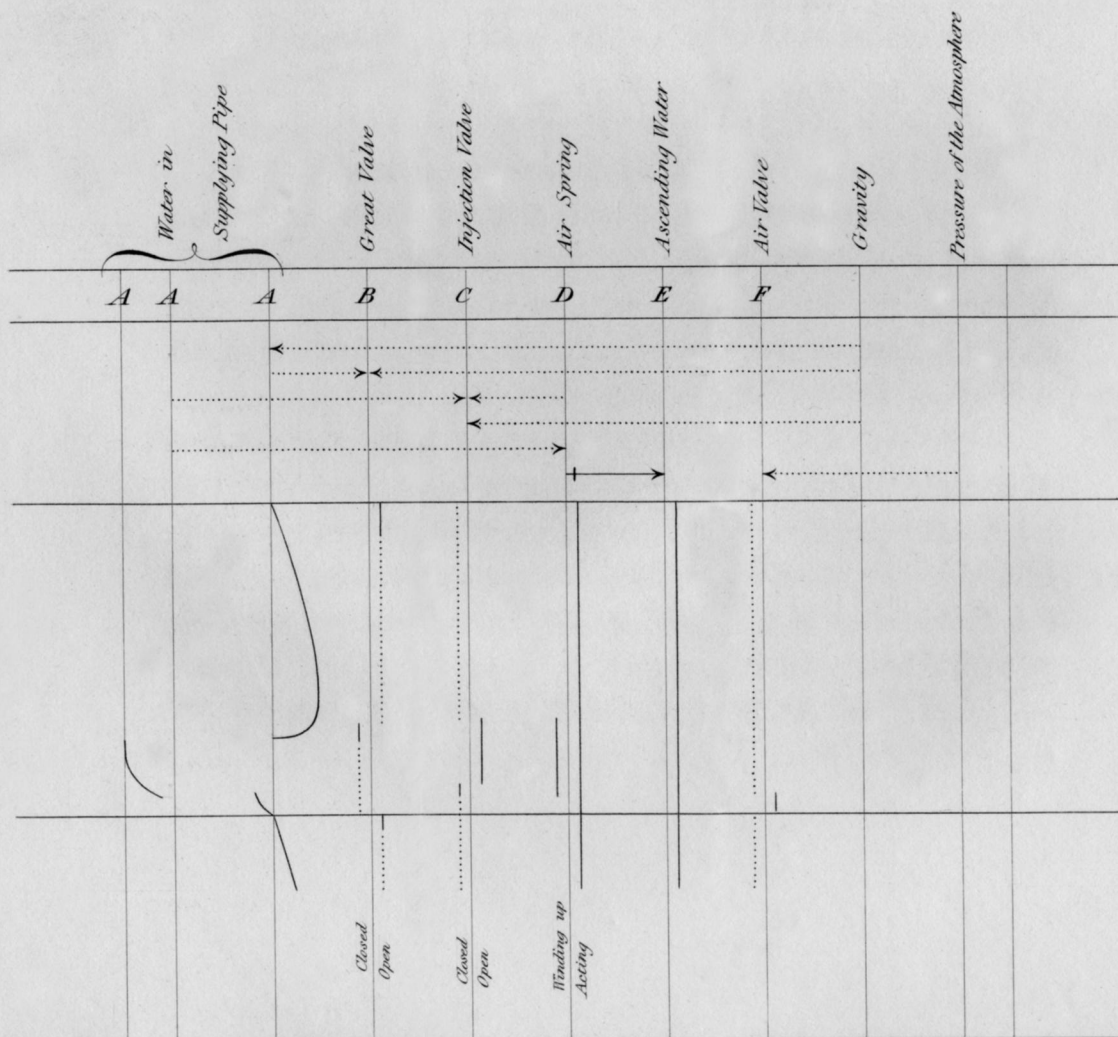 Water in
Supplying Pipe
Great Valve
Injection Valve
Air Spring
Ascending Water
Air Valve
Gravity
Pressure of the Atmosphere
A
A
A
B
C
D
E
F
Closed
Open
Closed
Open
Winding up
Acting